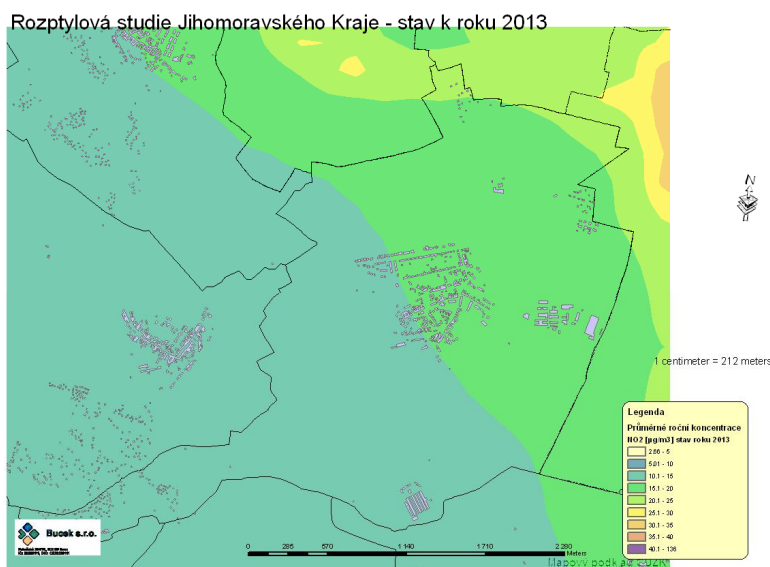 Rozptylová studie Jihomoravského Kraje - stav k roku 2013
N
1 centimeter = 212 meters
Legenda
Průměrné roční koncentrace
NO2 [µg/m3] stav roku 2013
2.86 - 5
5.01 - 10
10.1 - 15
15.1 - 20
20.1 - 25
25.1 - 30
30.1 - 35
35.1 - 40
40.1 - 136
Bucek s.r.o.
0 285 570 1 140 1 710 2 280
Meters
Mapový podklad ČÚZK